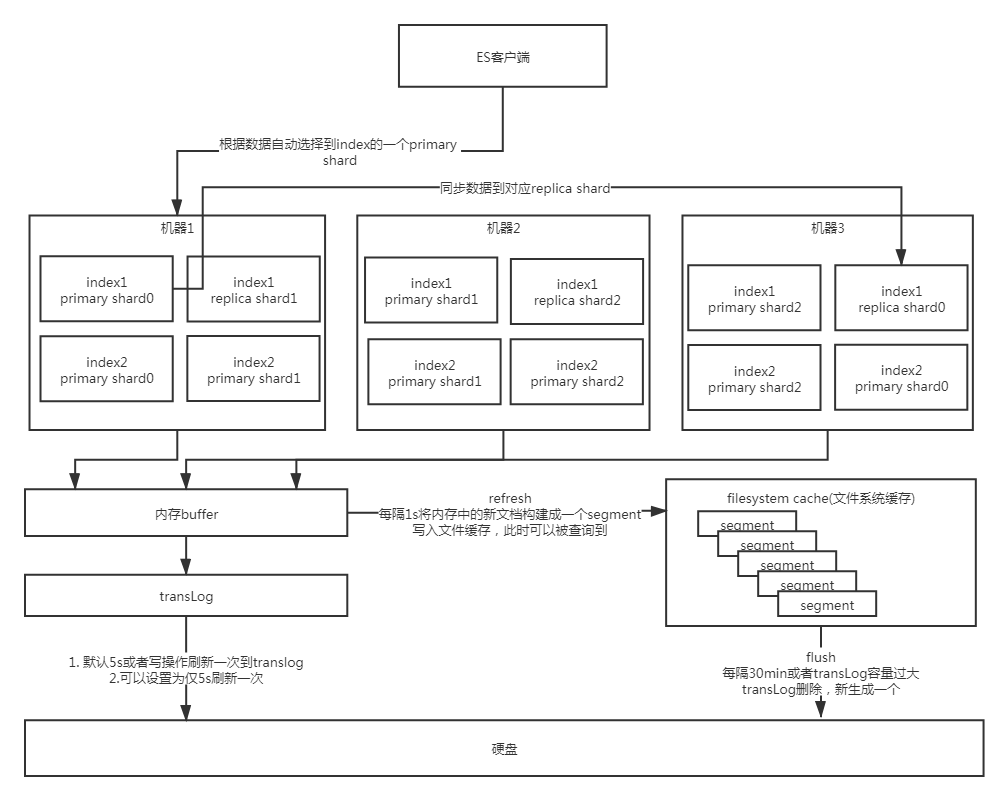 ES客户端
根据数据自动选择到index的一个primary
shard
同步数据到对应replica shard
机器1
机器2
机器3
index1
primary shard0
index1
replica shard1
index2
primary shard0
index2
primary shard1
index1
primary shard1
index1
replica shard2
index2
primary shard1
index2
primary shard2
index1
primary shard2
index1
replica shard0
index2
primary shard2
index2
primary shard0
内存buffer
refresh
每隔1s将内存中的新文档构建成一个segment
写入文件缓存，此时可以被查询到
filesystem cache(文件系统缓存)
segment
segment
segment
segment
segment
transLog
1. 默认5s或者写操作刷新一次到translog
2.可以设置为仅5s刷新一次
flush
每隔30min或者transLog容量过大
transLog删除，新生成一个
硬盘